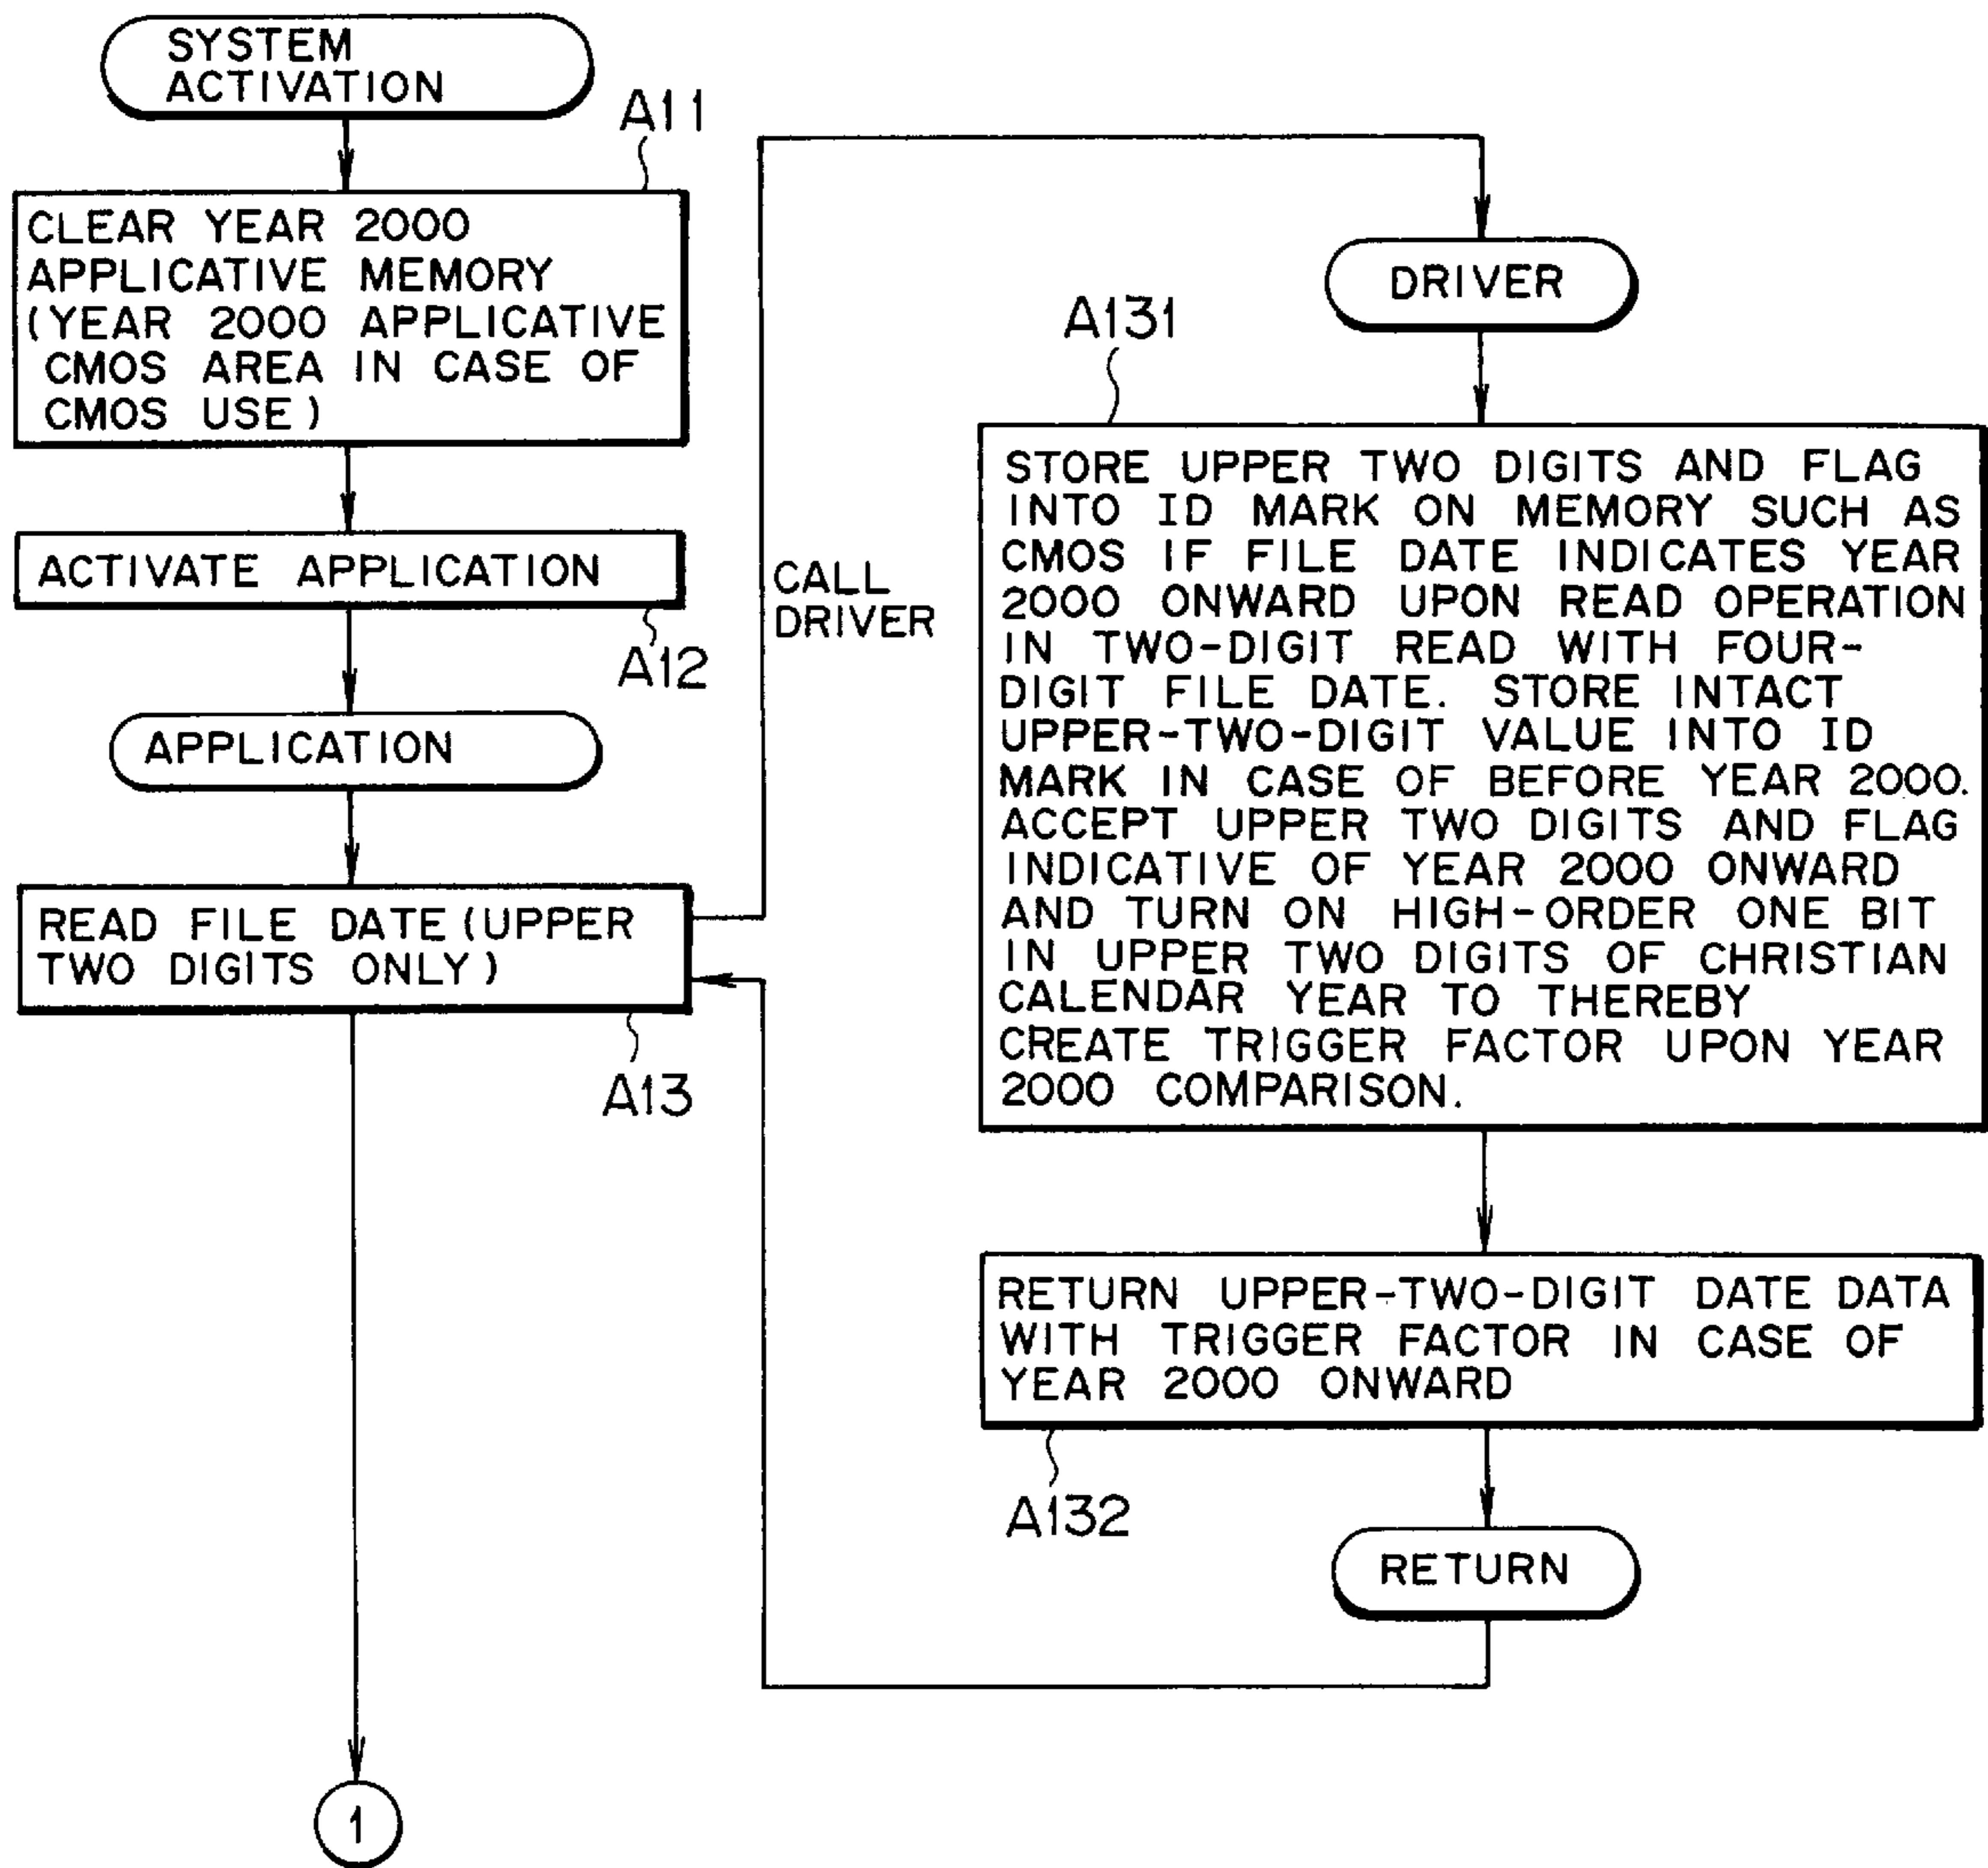 SYSTEM
ACTIVATION
A11
CLEAR YEAR 2000
APPLICATIVE MEMORY
(YEAR 2000 APPLICATIVE
CMOS AREA IN CASE OF
CMOS USE)
ACTIVATE APPLICATION
A12
APPLICATION
READ FILE DATE (UPPER
TWO DIGITS ONLY)
A13
1
CALL
DRIVER
DRIVER
A131
STORE UPPER TWO DIGITS AND FLAG
INTO ID MARK ON MEMORY SUCH AS
CMOS IF FILE DATE INDICATES YEAR
2000 ONWARD UPON READ OPERATION
IN TWO-DIGIT READ WITH FOUR-
DIGIT FILE DATE. STORE INTACT
UPPER-TWO-DIGIT VALUE INTO ID
MARK IN CASE OF BEFORE YEAR 2000.
ACCEPT UPPER TWO DIGITS AND FLAG
INDICATIVE OF YEAR 2000 ONWARD
AND TURN ON HIGH-ORDER ONE BIT
IN UPPER TWO DIGITS OF CHRISTIAN
CALENDAR YEAR TO THEREBY
CREATE TRIGGER FACTOR UPON YEAR
2000 COMPARISON.
RETURN UPPER-TWO-DIGIT DATE DATA
WITH TRIGGER FACTOR IN CASE OF
YEAR 2000 ONWARD
A132
RETURN